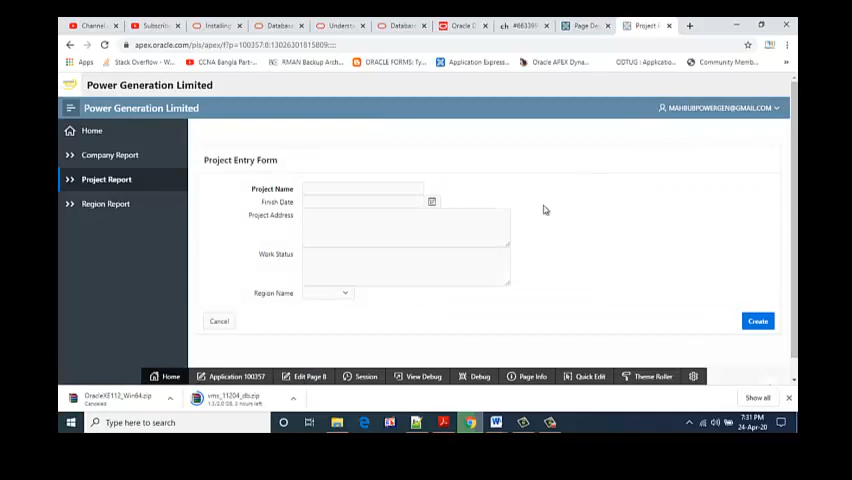 Channel
Subscrib
Installing
Database
Underst
Database
Oracle D
ch #66339
Page De
Project
apex.oracle.com/pls/apex/f?p=100357:8:13026301815809:::::
Apps
Stack Overflow - W...
CCNA Bangla Part-...
RMAN Backup Arch...
ORACLE FORMS: Ty...
Application Express...
Oracle APEX Dyna...
ODTUG : Applicatio...
Community Memb...
Power Generation Limited
Power Generation Limited
MAHBUBPOWERGEN@GMAIL.COM
Home
Company Report
Project Report
Region Report
Project Entry Form
Project Name
Finish Date
Project Address
Work Status
Region Name
Cancel
Create
Home
Application 100357
Edit Page 8
Session
View Debug
Debug
Page Info
Quick Edit
Theme Roller
OracleXE112_Win64.zip
Canceled
vms_11204_db.zip
Show all
Type here to search
7:31 PM
24-Apr-20